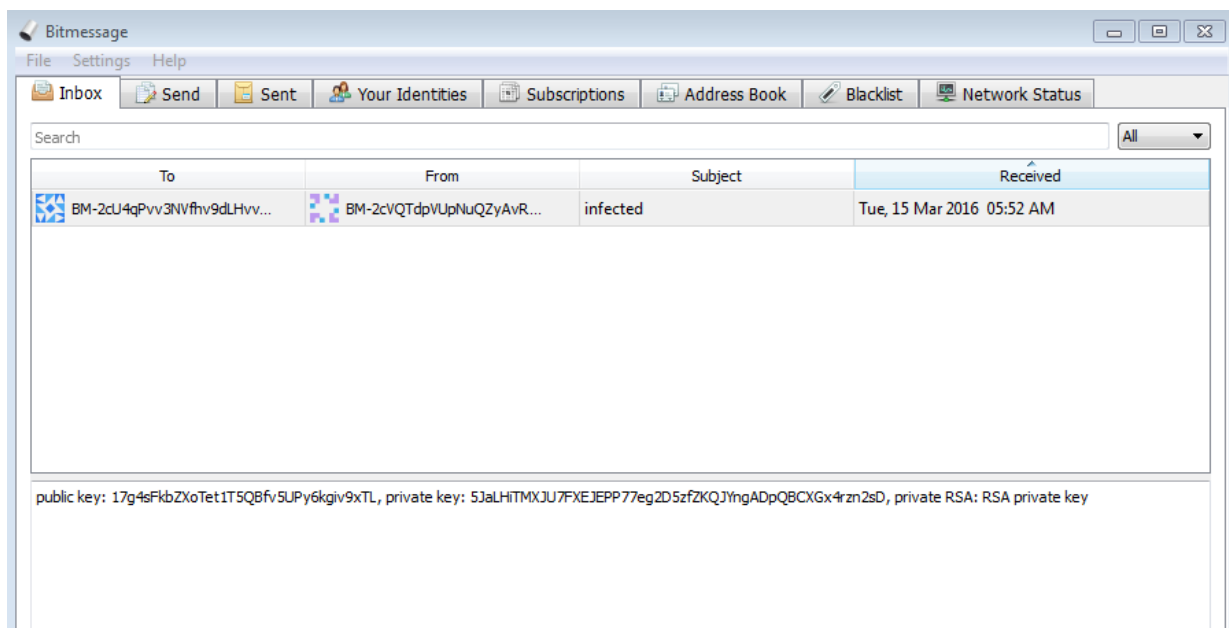 Bitmessage
File Settings Help
Inbox Send Sent Your Identities Subscriptions Address Book Blacklist Network Status
Search All
To From Subject Received
BM-2cU4qPvv3NVfhv9dLHvv... BM-2cVQTdpVUpNuQZyAvR... infected Tue, 15 Mar 2016 05:52 AM
public key: 17g4sFkbZXoTet1T5QBfv5UPy6kgiv9xTL, private key: 5JaLHiTMXJU7FXEJEPP77eg2D5zfZKQJYngADpQBCXGx4rzn2sD, private RSA: RSA private key